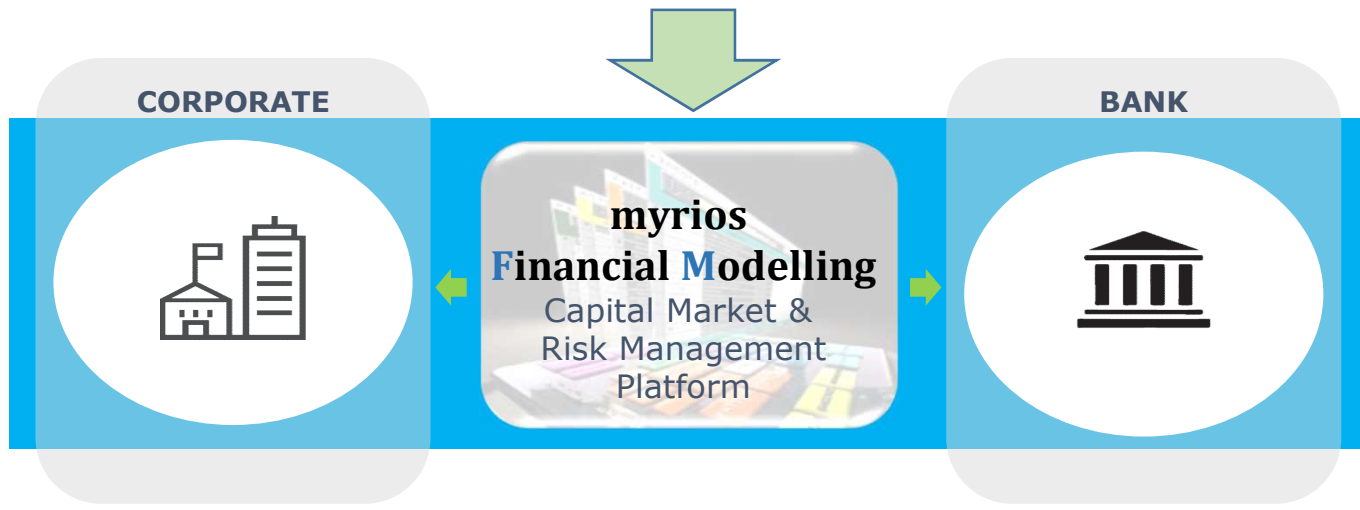 CORPORATE
BANK
myrios
Financial Modelling
Capital Market &
Risk Management
Platform